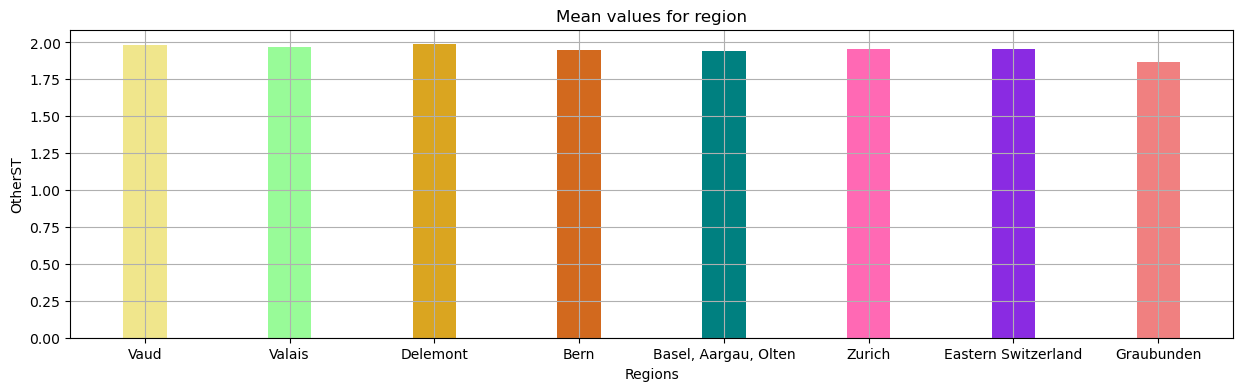 Mean values for region
OtherST
2.00
1.75
1.50
1.25
1.00
0.75
0.50
0.25
0.00
Vaud Valais Delemont Bern Basel, Aargau, Olten Zurich Eastern Switzerland Graubunden
Regions